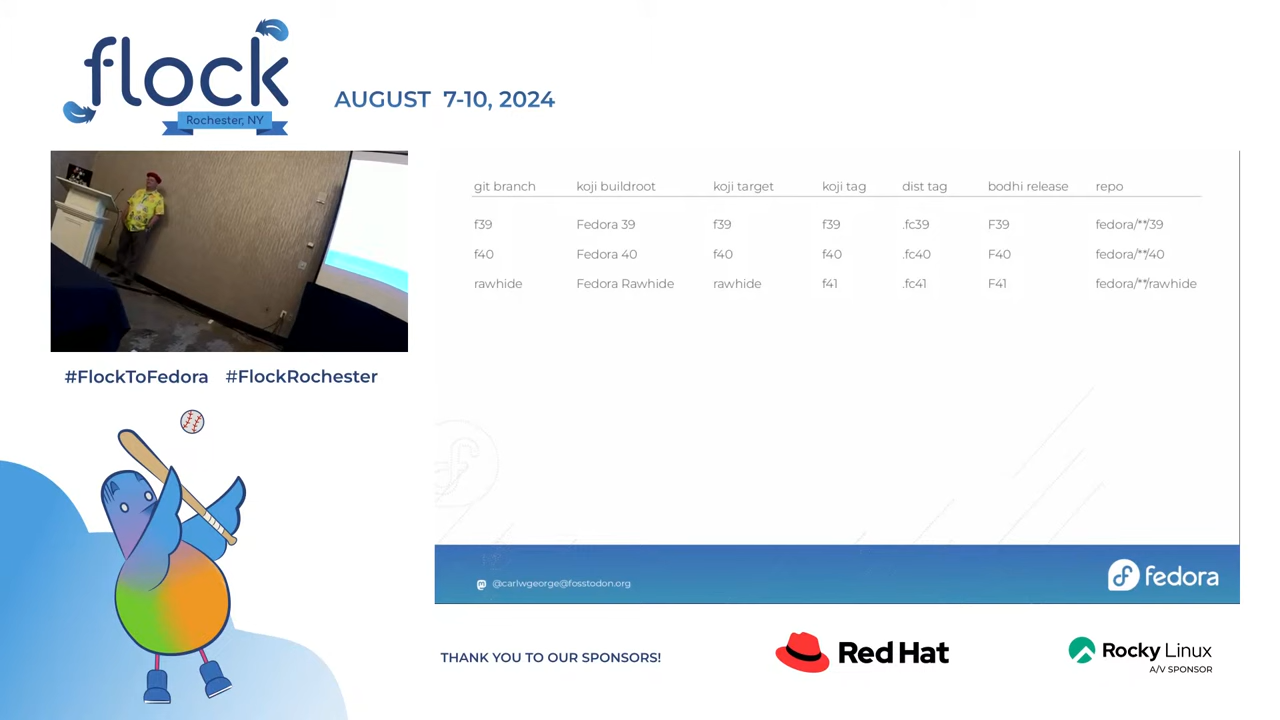 flock
Rochester, NY
AUGUST 7-10, 2024
#FlockToFedora #FlockRochester
git branch koji buildroot koji target koji tag dist tag bodhi release repo
f39 Fedora 39 f39 f39 .fc39 F39 fedora/**/39
f40 Fedora 40 f40 f40 .fc40 F40 fedora/**/40
rawhide Fedora Rawhide rawhide f41 .fc41 F41 fedora/**/rawhide
@carlwgeorge@fosstodon.org
fedora
THANK YOU TO OUR SPONSORS!
Red Hat
Rocky Linux
A/V SPONSOR